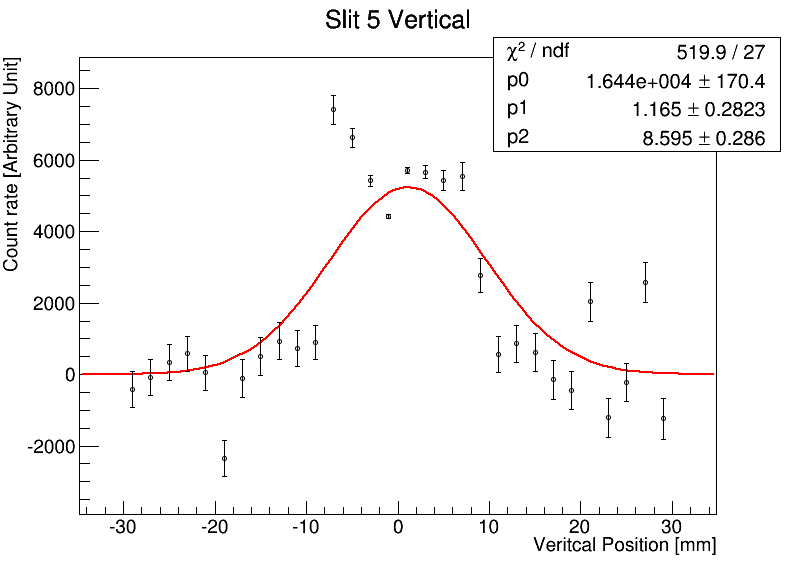 Slit 5 Vertical
χ² / ndf 519.9 / 27
p0 1.644e+004 ± 170.4
p1 1.165 ± 0.2823
p2 8.595 ± 0.286
Count rate [Arbitrary Unit]
8000
6000
4000
2000
0
-2000
-30 -20 -10 0 10 20 30
Veritcal Position [mm]